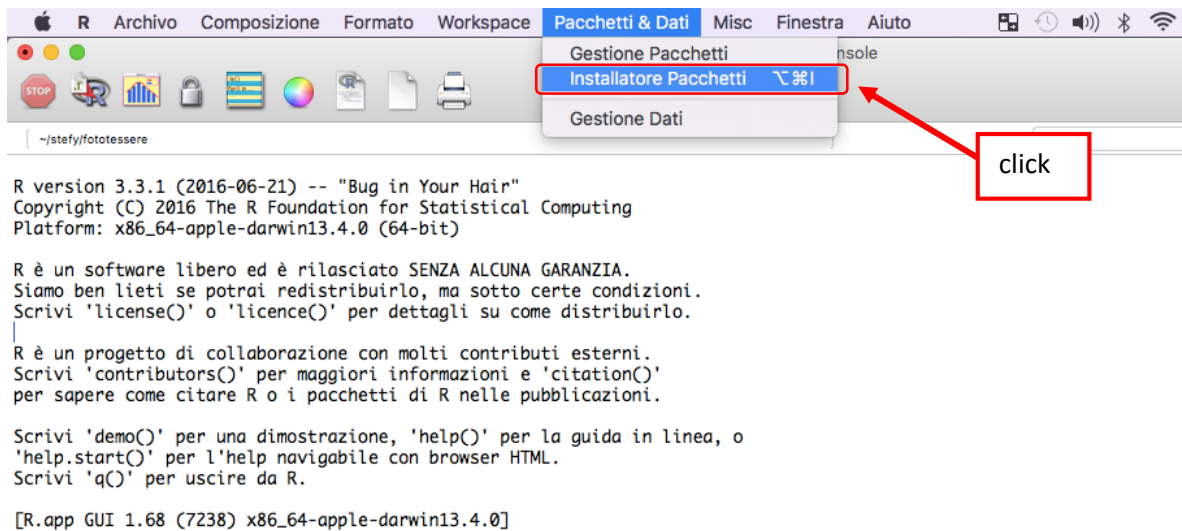 R Archivo Composizione Formato Workspace Pacchetti & Dati Misc Finestra Aiuto
nsole
Gestione Pacchetti
Installatore Pacchetti ⌥⌘I
Gestione Dati
STOP
~/stefy/fototessere
click
R version 3.3.1 (2016-06-21) -- "Bug in Your Hair"
Copyright (C) 2016 The R Foundation for Statistical Computing
Platform: x86_64-apple-darwin13.4.0 (64-bit)
R è un software libero ed è rilasciato SENZA ALCUNA GARANZIA.
Siamo ben lieti se potrai redistribuirlo, ma sotto certe condizioni.
Scrivi 'license()' o 'licence()' per dettagli su come distribuirlo.
R è un progetto di collaborazione con molti contributi esterni.
Scrivi 'contributors()' per maggiori informazioni e 'citation()'
per sapere come citare R o i pacchetti di R nelle pubblicazioni.
Scrivi 'demo()' per una dimostrazione, 'help()' per la guida in linea, o
'help.start()' per l'help navigabile con browser HTML.
Scrivi 'q()' per uscire da R.
[R.app GUI 1.68 (7238) x86_64-apple-darwin13.4.0]